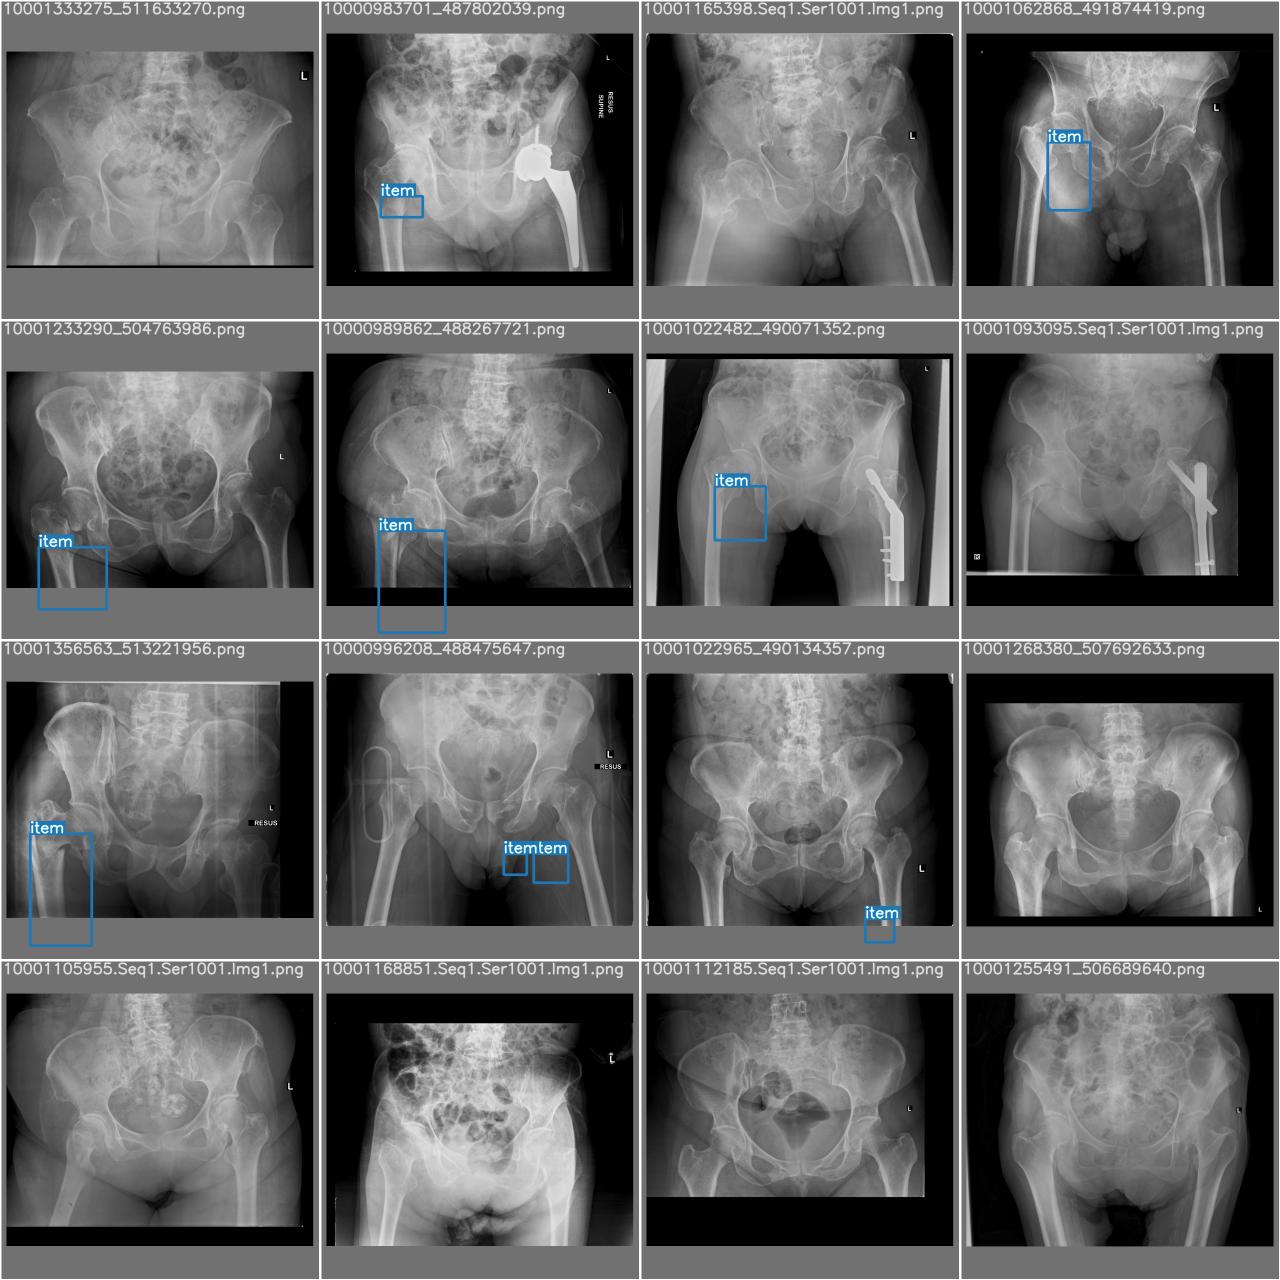 10001333275_511633270.png
10000983701_487802039.png
10001165398.Seq1.Ser1001.Img1.png
10001062868_491874419.png
L
L
RESUS
SUPINE
item
L
item
L
10001233290_504763986.png
10000989862_488267721.png
10001022482_490071352.png
10001093095.Seq1.Ser1001.Img1.png
L
item
L
item
L
item
10001356563_513221956.png
10000996208_488475647.png
10001022965_490134357.png
10001268380_507692633.png
L
RESUS
item
L
RESUS
itemtem
L
item
L
10001105955.Seq1.Ser1001.Img1.png
10001168851.Seq1.Ser1001.Img1.png
10001112185.Seq1.Ser1001.Img1.png
10001255491_506689640.png
L
L
L
L